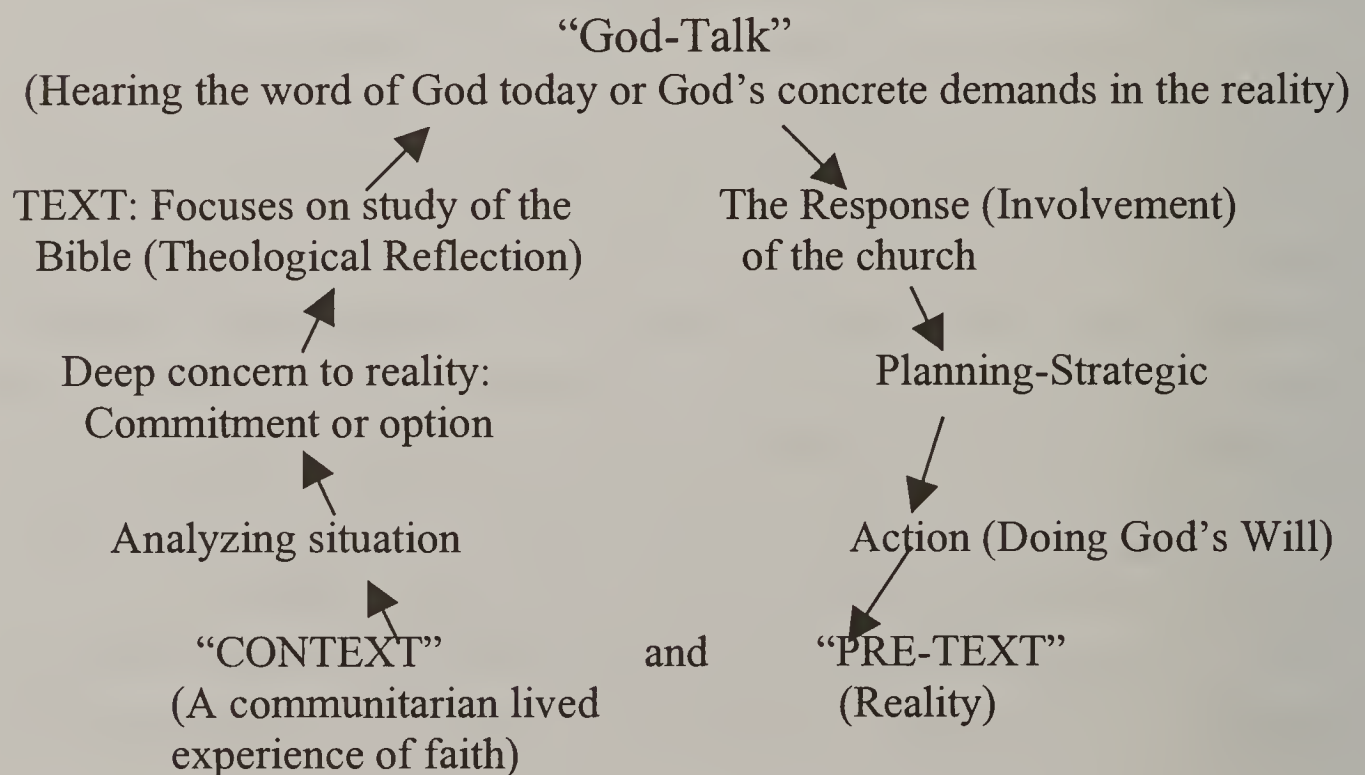 “God-Talk”
(Hearing the word of God today or God’s concrete demands in the reality)
TEXT: Focuses on study of the
Bible (Theological Reflection)
The Response (Involvement)
of the church
Deep concern to reality:
Commitment or option
Planning-Strategic
Analyzing situation
Action (Doing God’s Will)
“CONTEXT” and “PRE-TEXT”
(A communitarian lived
experience of faith)
(Reality)